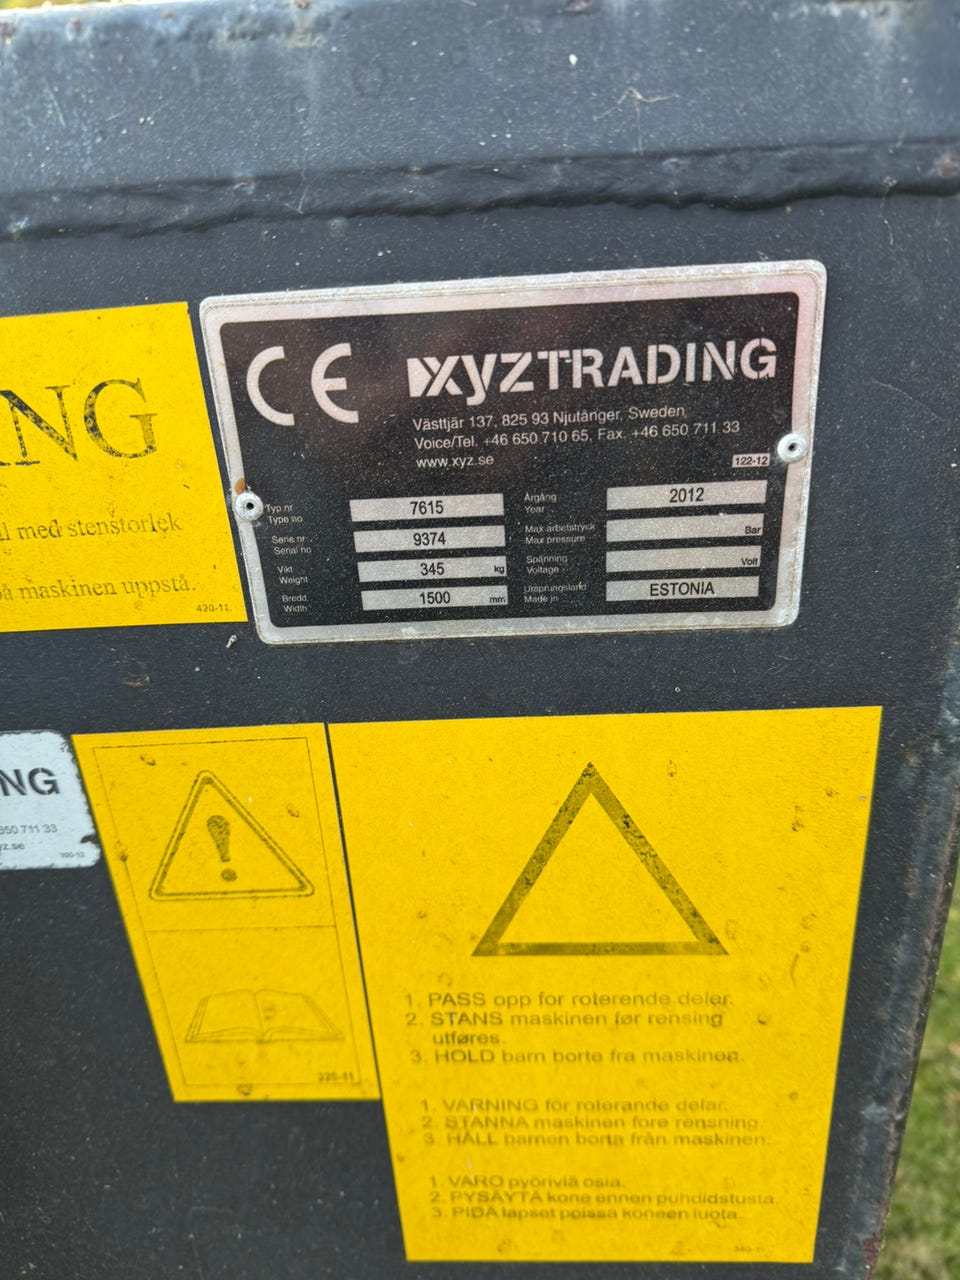 ING
ll med stenstorlek
på maskinen uppstå.
420-11
CE xyzTRADING
Västtjär 137, 825 93 Njutånger, Sweden
Voice/Tel. +46 650 710 65, Fax. +46 650 711 33
www.xyz.se
122-12
Typ nr
Type no
7615
Årgång
Year
2012
Serie nr
Serial no
9374
Max arbetstryck
Max pressure
Bar
Vikt
Weight
345 kg
Spänning
Voltage
Volt
Bredd
Width
1500 mm
Ursprungsland
Made in
ESTONIA
NG
650 711 33
yz.se
220-11
1. PASS opp for roterende deler.
2. STANS maskinen før rensing
utføres.
3. HOLD barn borte fra maskinen.
1. VARNING för roterande delar.
2. STANNA maskinen före rensning.
3. HÅLL barnen borta från maskinen.
1. VARO pyöriviä osia.
2. PYSÄYTÄ kone ennen puhdistusta.
3. PIDÄ lapset poissa koneen luota.